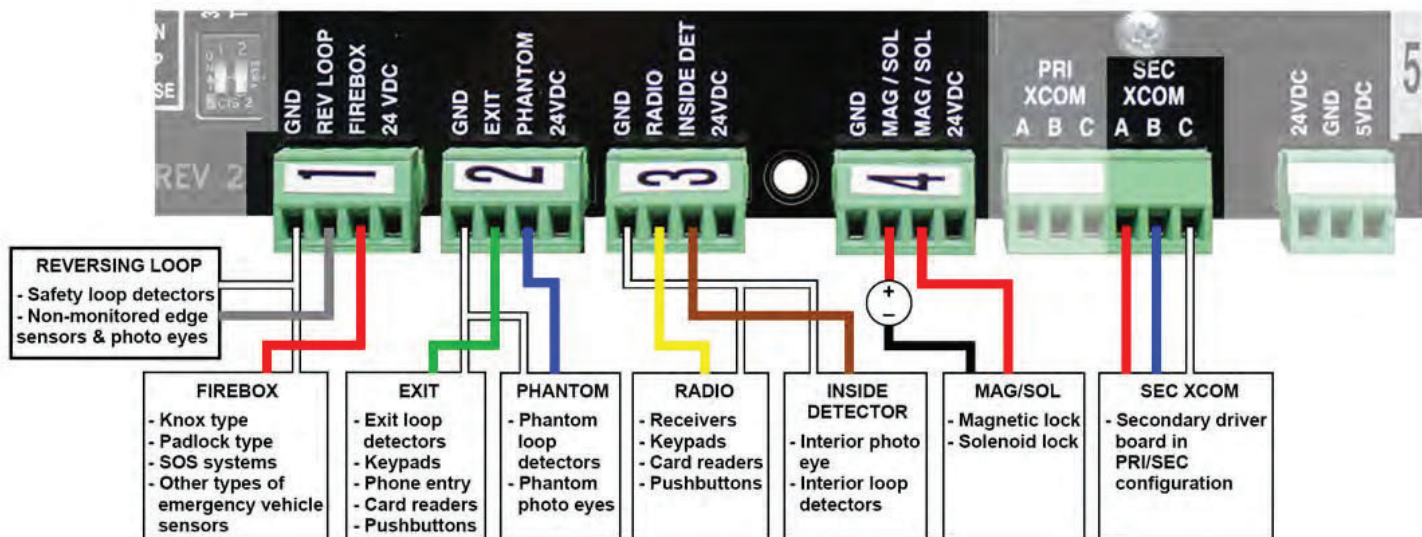 GND
REV LOOP
FIREBOX
24 VDC
GND
EXIT
PHANTOM
24VDC
GND
RADIO
INSIDE DET
24VDC
GND
MAG / SOL
MAG / SOL
24VDC
PRI
XCOM
A B C
SEC
XCOM
A B C
24VDC
GND
5VDC
5
SE
1 2
REV 2
1
2
3
4
+
–
REVERSING LOOP
- Safety loop detectors
- Non-monitored edge
sensors & photo eyes
FIREBOX
- Knox type
- Padlock type
- SOS systems
- Other types of
emergency vehicle
sensors
EXIT
- Exit loop
detectors
- Keypads
- Phone entry
- Card readers
- Pushbuttons
PHANTOM
- Phantom
loop
detectors
- Phantom
photo eyes
RADIO
- Receivers
- Keypads
- Card readers
- Pushbuttons
INSIDE
DETECTOR
- Interior photo
eye
- Interior loop
detectors
MAG/SOL
- Magnetic lock
- Solenoid lock
SEC XCOM
- Secondary driver
board in
PRI/SEC
configuration